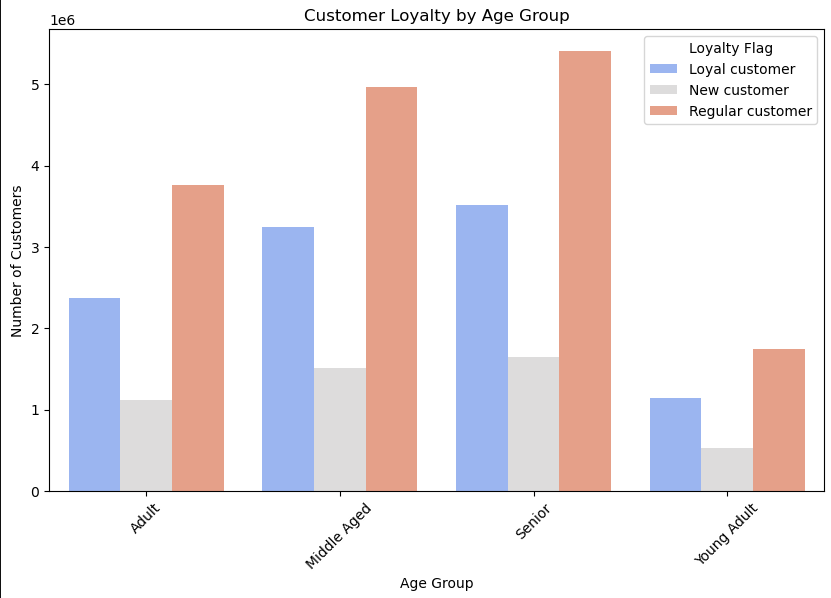 Customer Loyalty by Age Group
1e6
Loyalty Flag
Loyal customer
New customer
Regular customer
5
4
3
2
1
0
Number of Customers
Adult
Middle Aged
Senior
Young Adult
Age Group